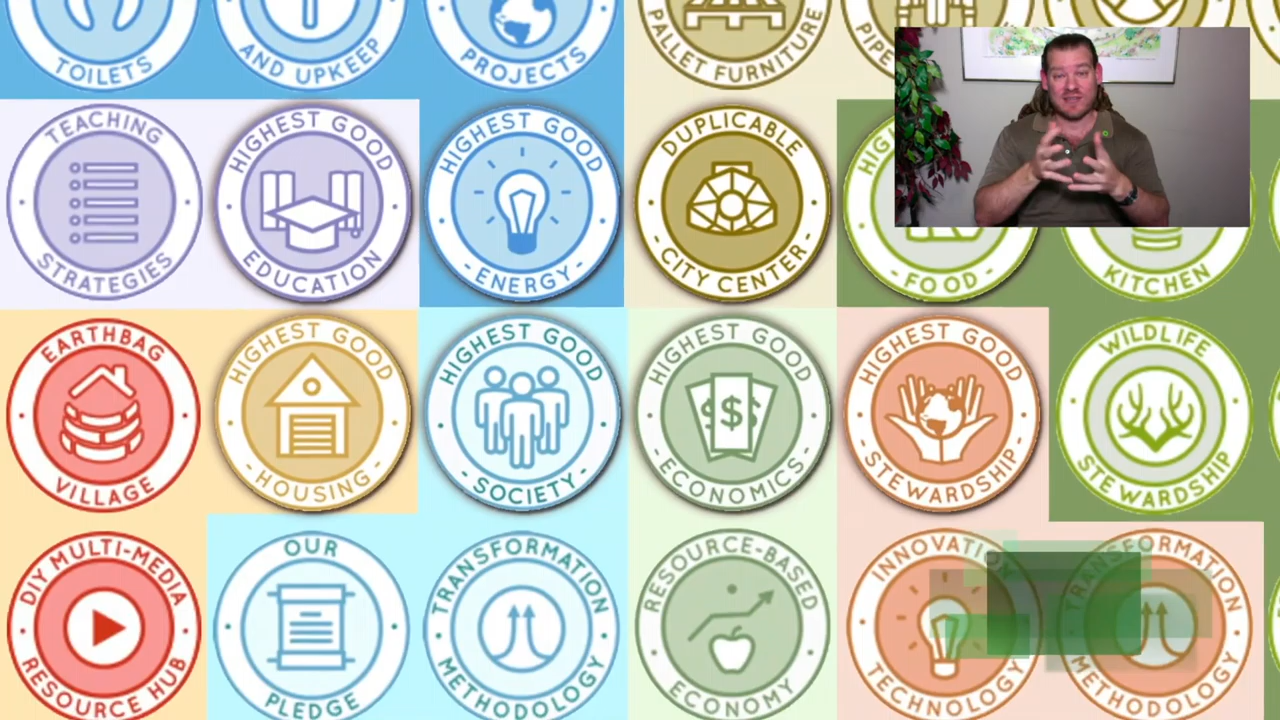 TOILETS
AND UPKEEP
PROJECTS
PALLET FURNITURE
TEACHING
STRATEGIES
HIGHEST GOOD
EDUCATION
HIGHEST GOOD
- ENERGY -
DUPLICABLE
- CITY CENTER -
- FOOD -
KITCHEN
EARTHBAG
VILLAGE
HIGHEST GOOD
- HOUSING -
HIGHEST GOOD
- SOCIETY -
HIGHEST GOOD
- ECONOMICS -
HIGHEST GOOD
- STEWARDSHIP -
WILDLIFE
STEWARDSHIP
DIY MULTI-MEDIA
RESOURCE HUB
OUR
PLEDGE
TRANSFORMATION
METHODOLOGY
RESOURCE-BASED
ECONOMY
INNOVATION
TECHNOLOGY
TRANSFORMATION
METHODOLOGY